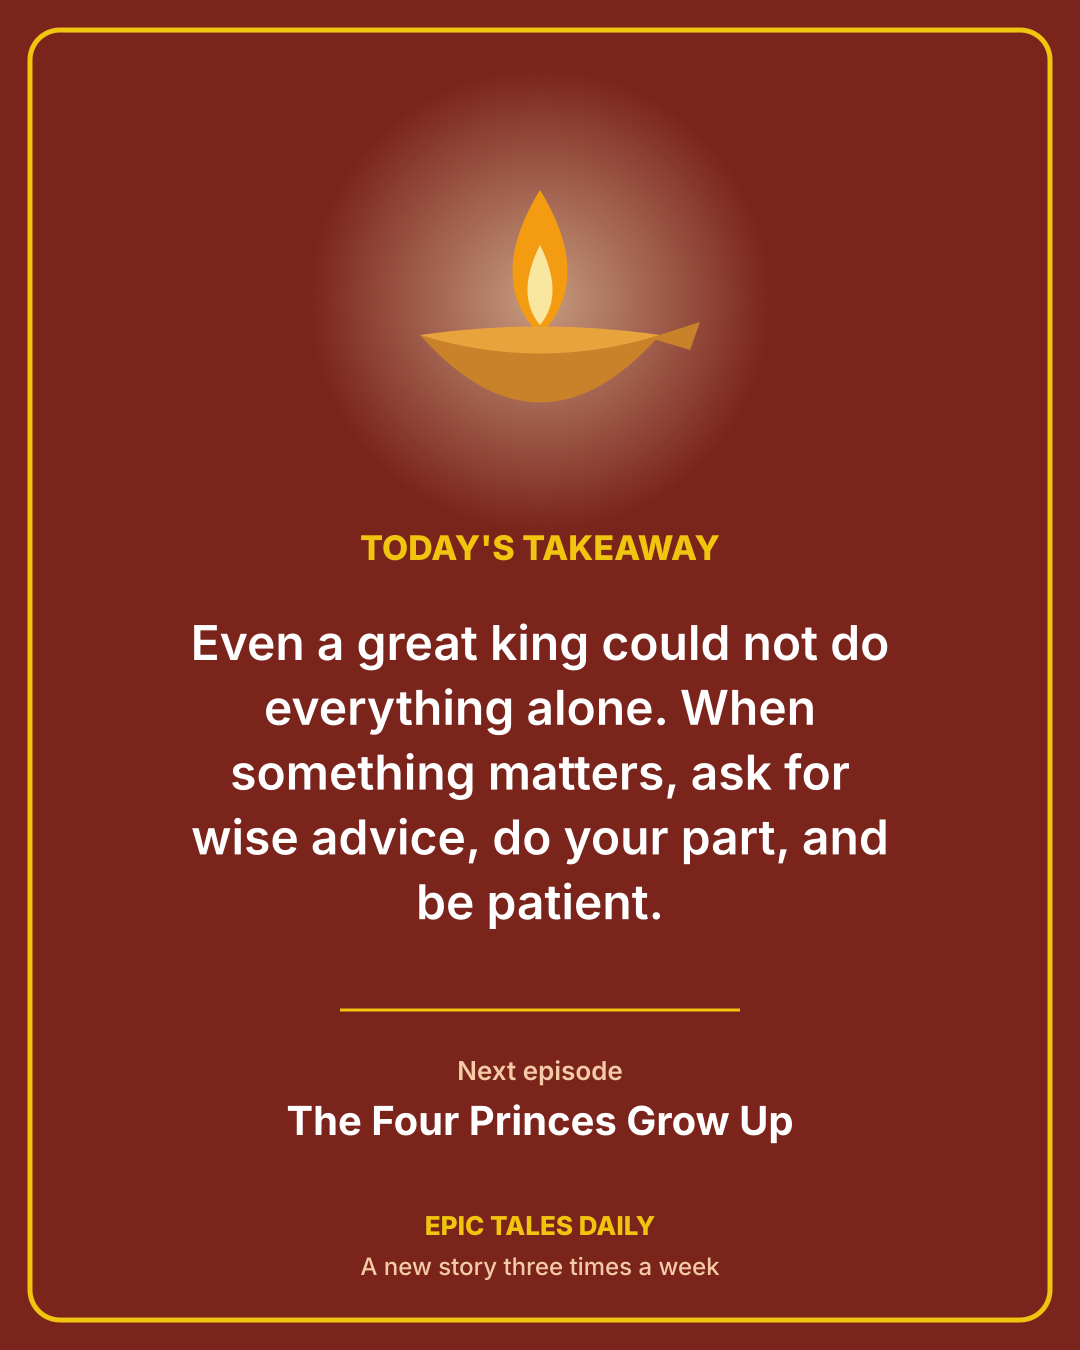 TODAY'S TAKEAWAY
Even a great king could not do
everything alone. When
something matters, ask for
wise advice, do your part, and
be patient.
Next episode
The Four Princes Grow Up
EPIC TALES DAILY
A new story three times a week